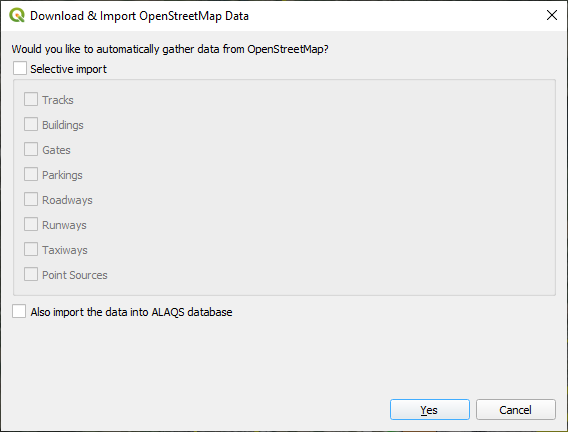 Download & Import OpenStreetMap Data
Would you like to automatically gather data from OpenStreetMap?
Selective import
Tracks
Buildings
Gates
Parkings
Roadways
Runways
Taxiways
Point Sources
Also import the data into ALAQS database
Yes Cancel